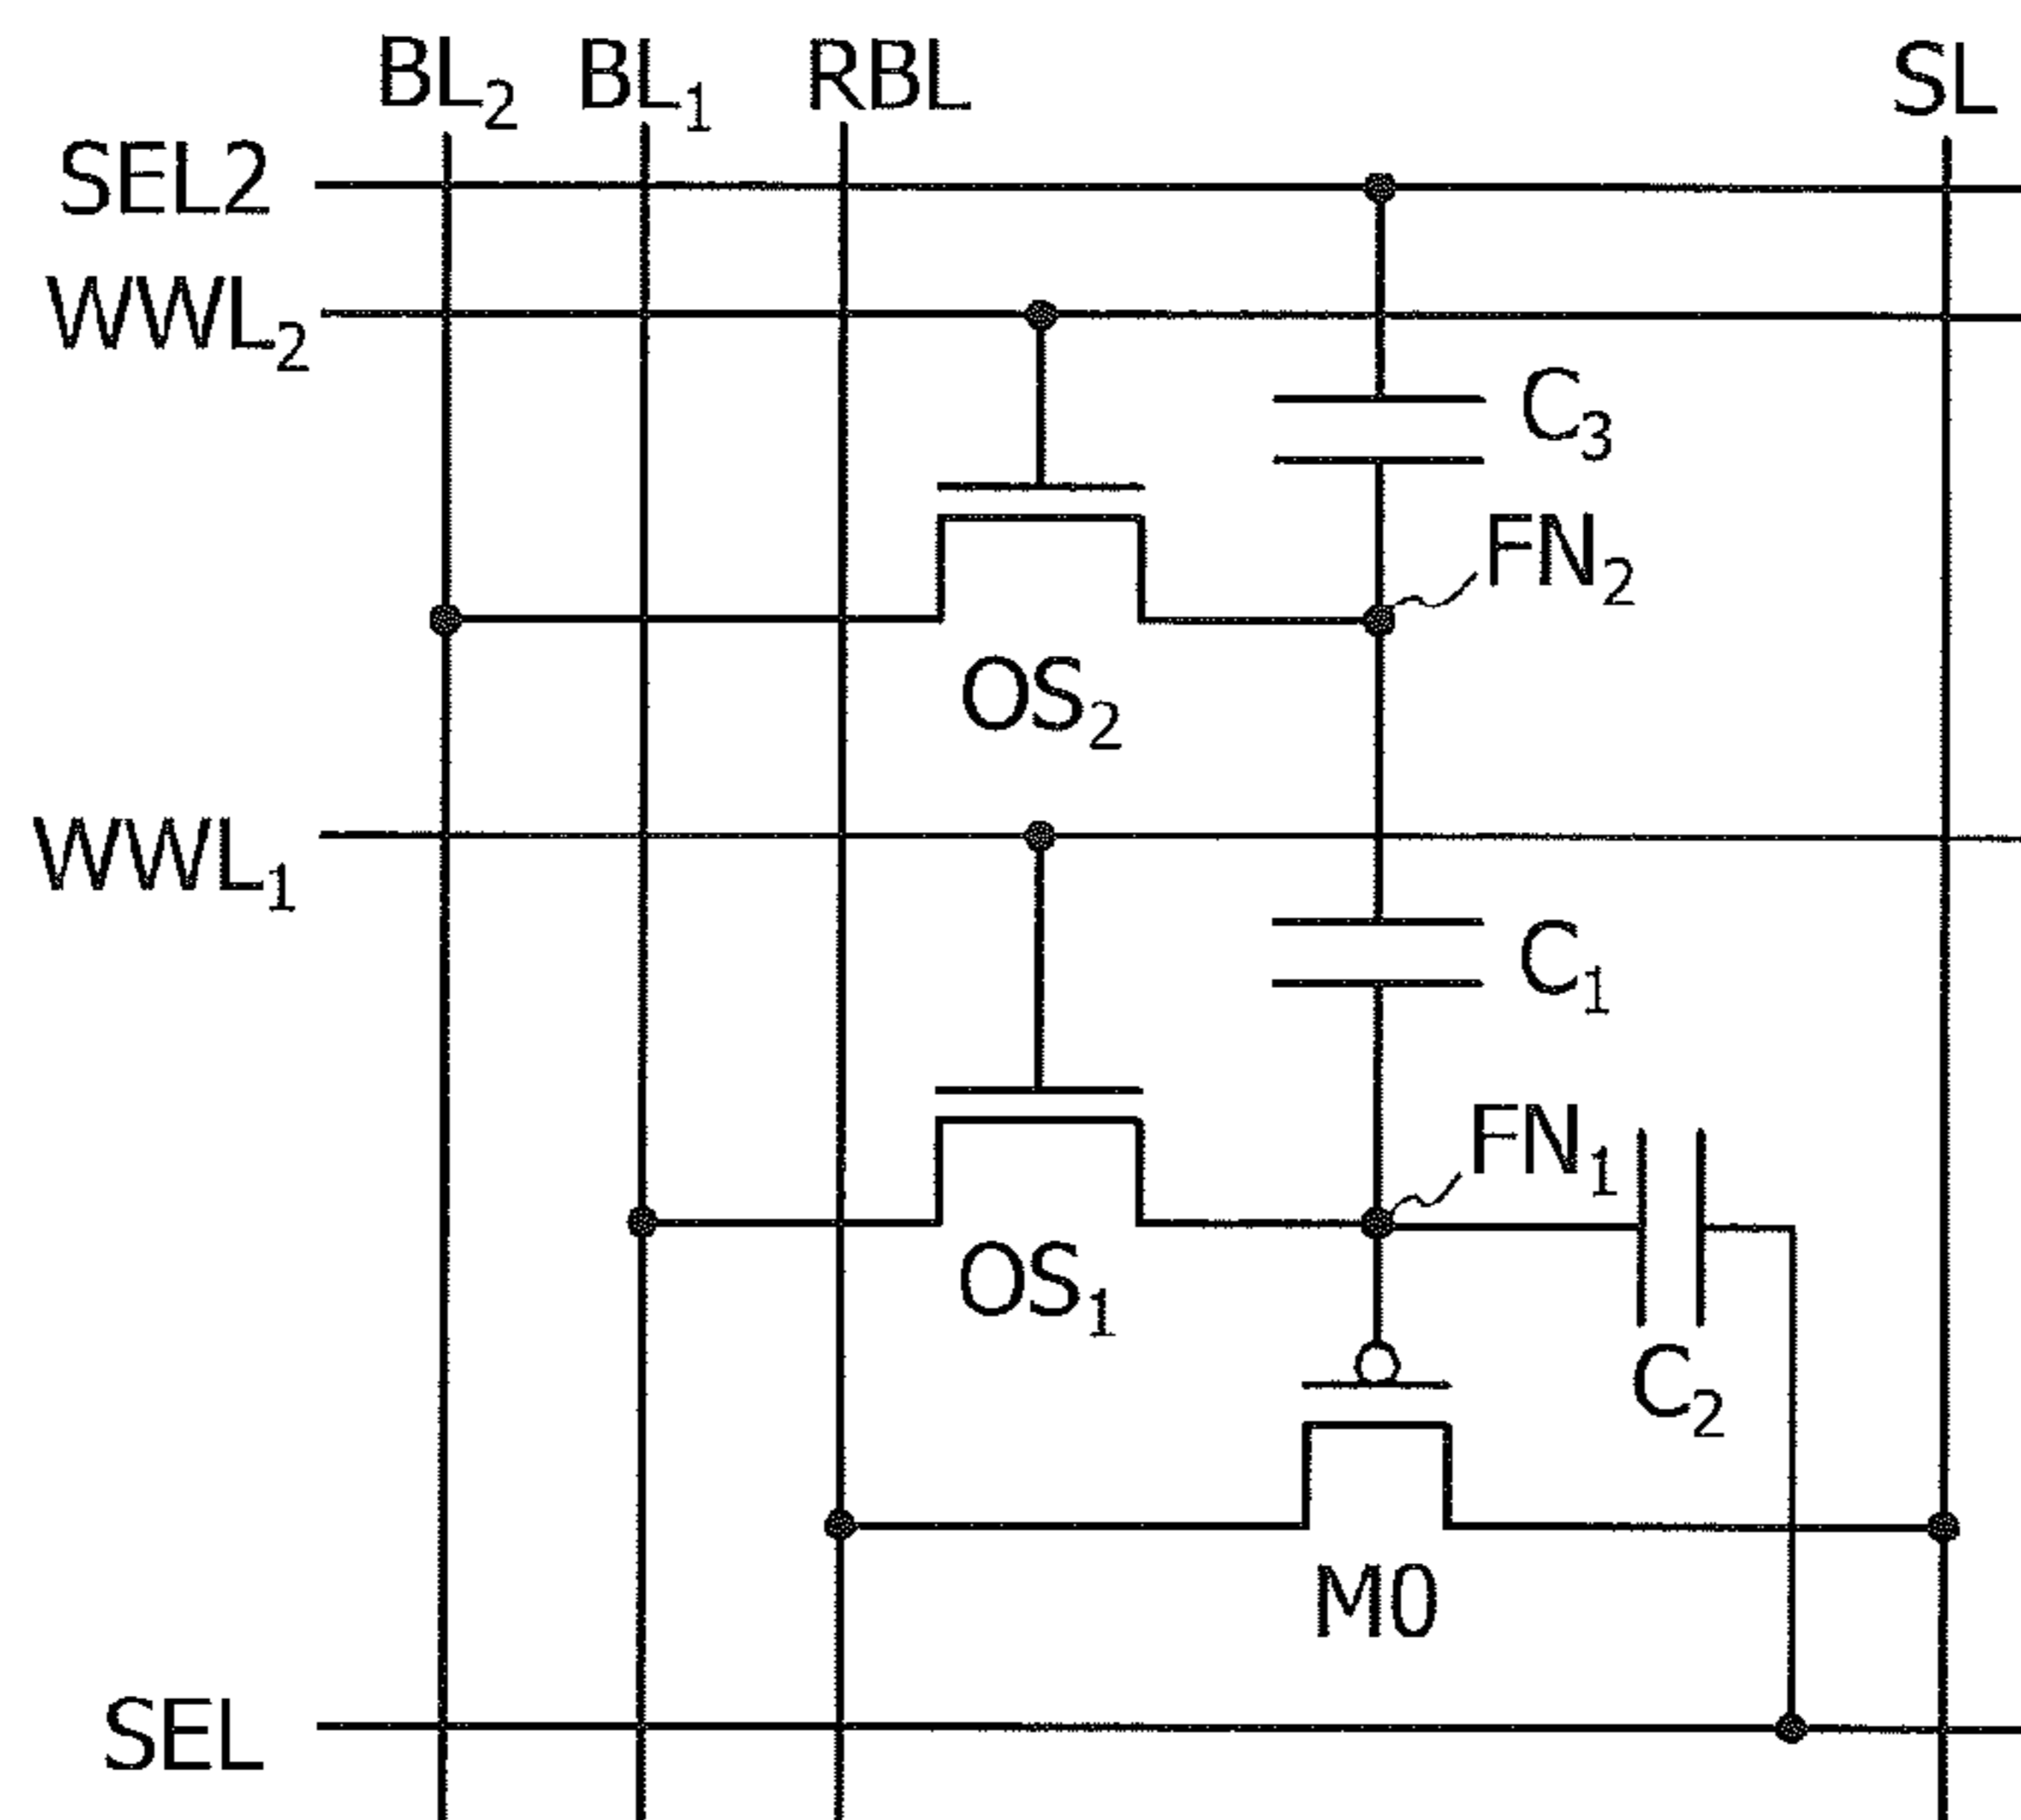 BL₂ BL₁ RBL SL
SEL2
WWL₂
C₃
FN₂
OS₂
WWL₁
C₁
FN₁
OS₁
C₂
M0
SEL